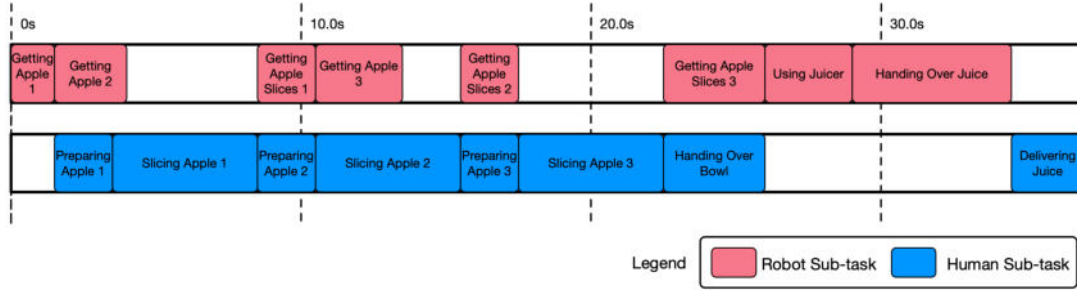 0s
10.0s
20.0s
30.0s
Getting
Apple
1
Getting
Apple 2
Getting
Apple
Slices 1
Getting Apple
3
Getting
Apple
Slices 2
Getting Apple
Slices 3
Using Juicer
Handing Over Juice
Preparing
Apple 1
Slicing Apple 1
Preparing
Apple 2
Slicing Apple 2
Preparing
Apple 3
Slicing Apple 3
Handing Over
Bowl
Delivering
Juice
Legend
Robot Sub-task
Human Sub-task